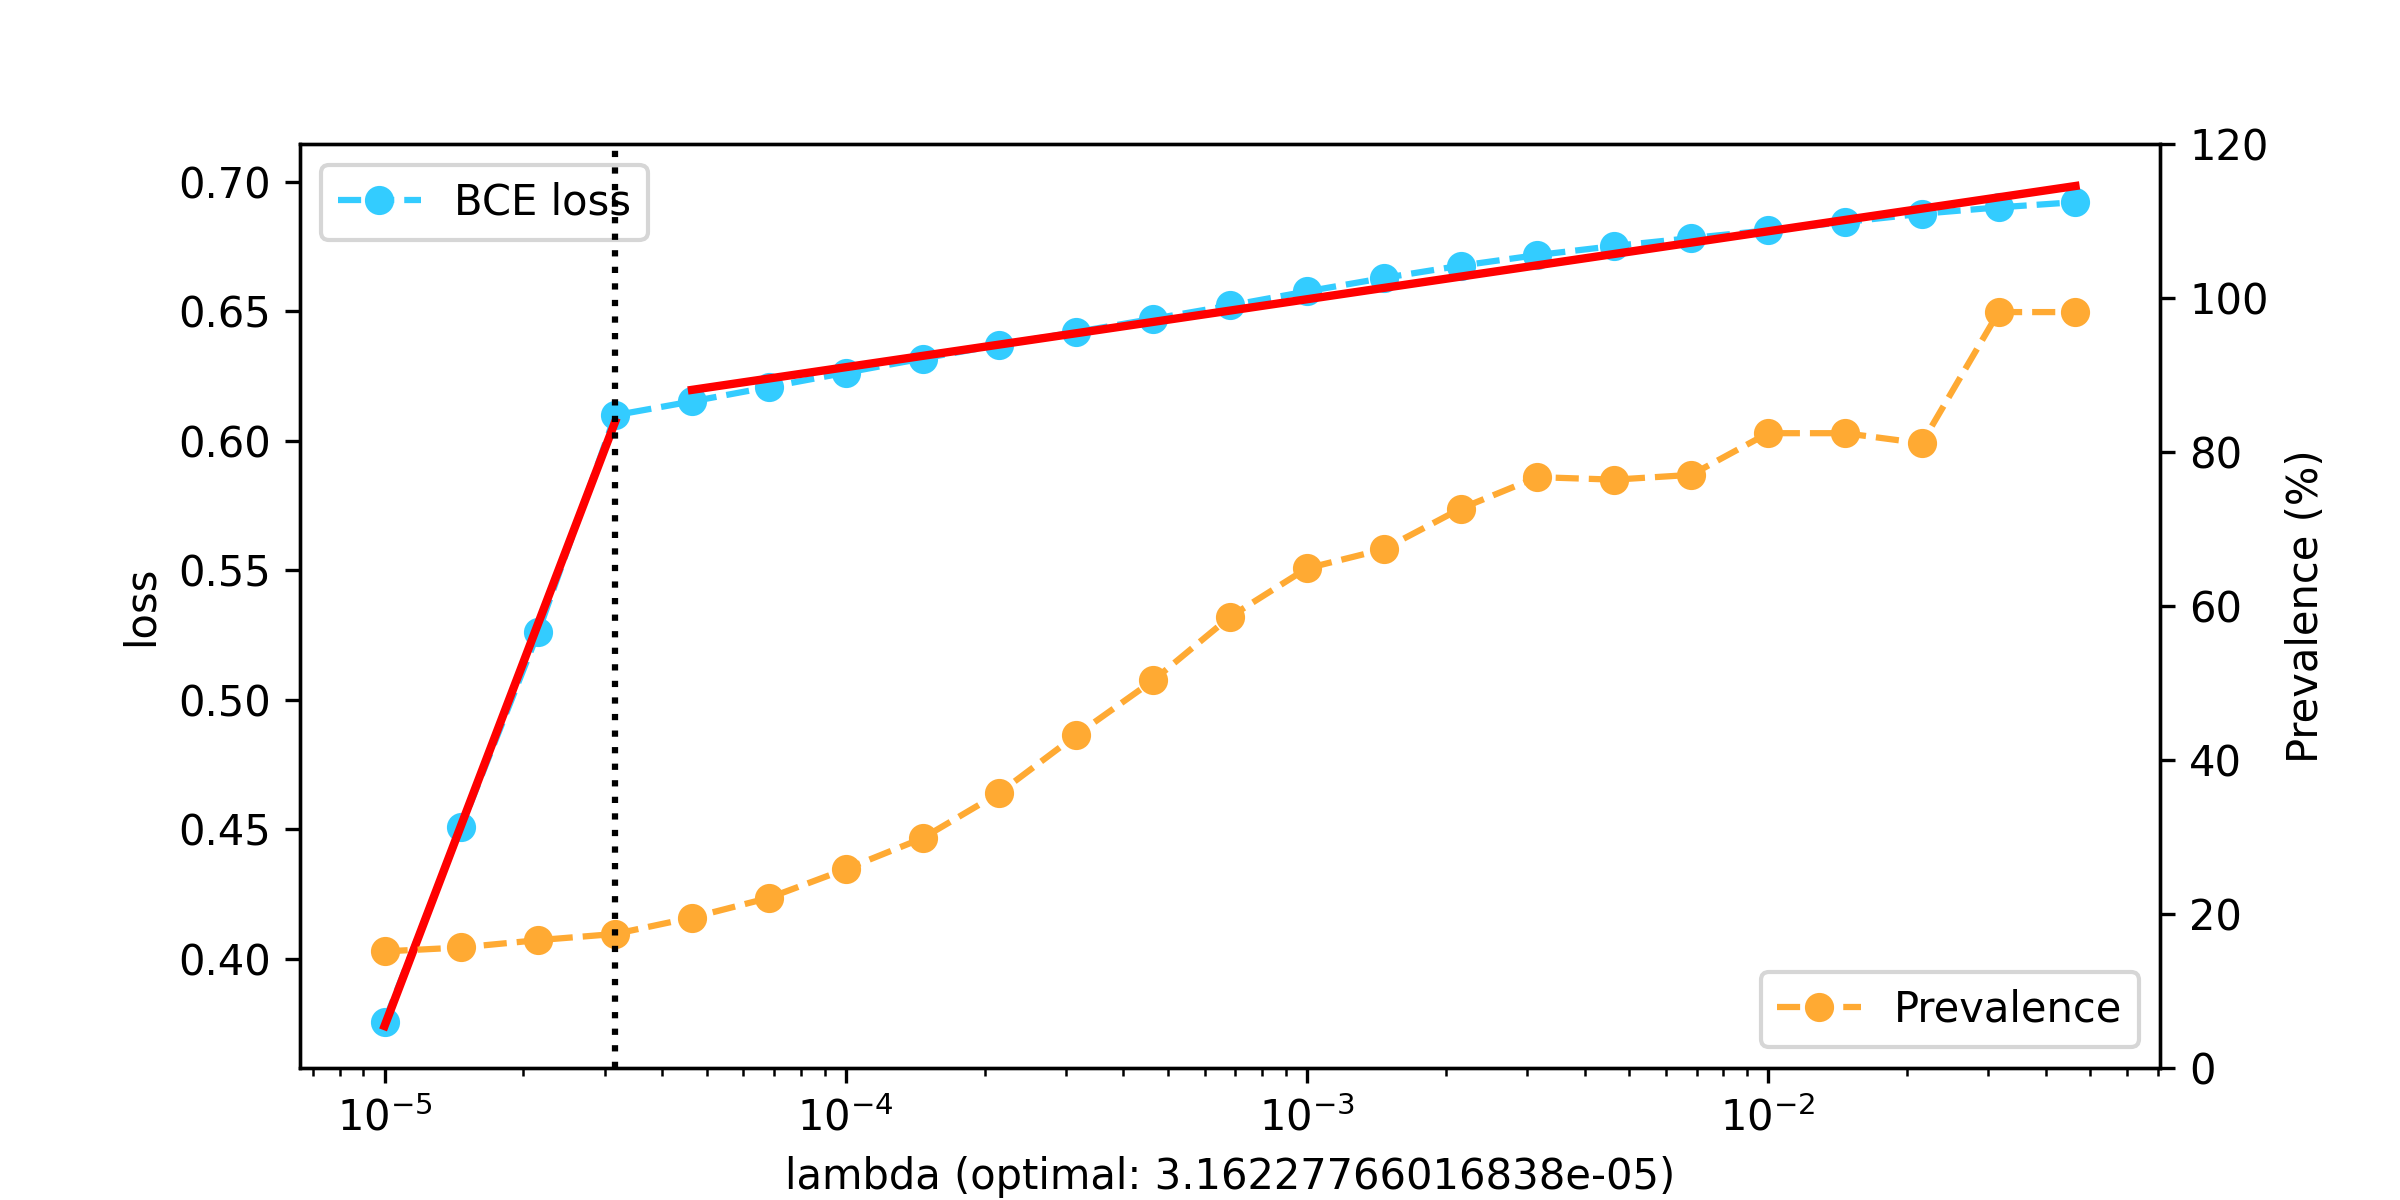 BCE loss
0.70
0.65
0.60
0.55
0.50
0.45
0.40
loss
120
100
80
60
40
20
0
Prevalence (%)
Prevalence
10⁻⁵ 10⁻⁴ 10⁻³ 10⁻²
lambda (optimal: 3.16227766016838e-05)